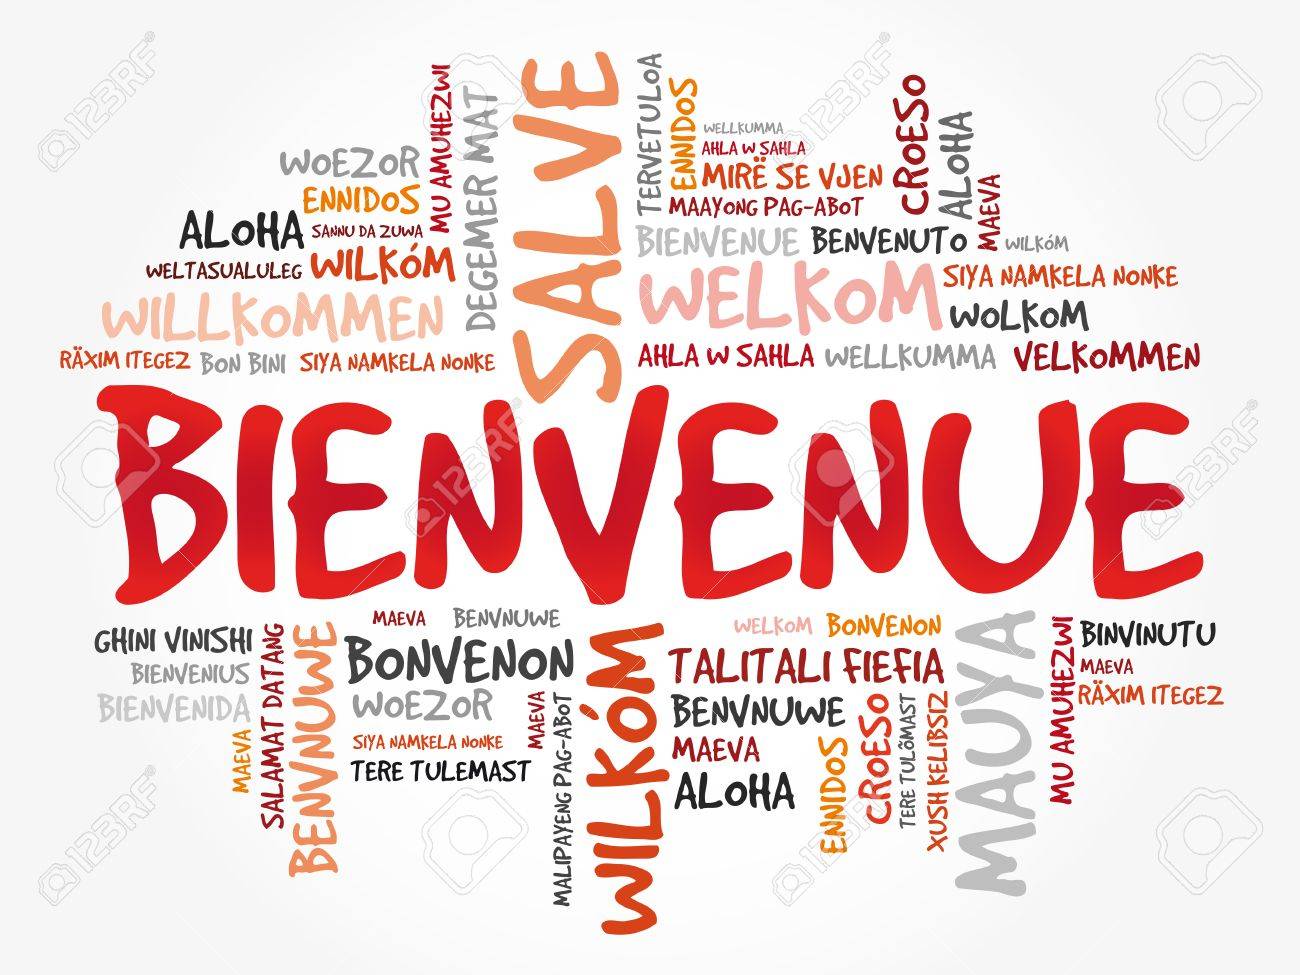 SALVE
TERVETULOA
ENNIDOS
WELLKUMMA
AHLA W SAHLA
MIRË SE VJEN
MAAYONG PAG-ABOT
CROESO
ALOHA
MAEVA
MU AMUHEZWI
DEGEMER MAT
WOEZOR
ENNIDOS
ALOHA
SANNU DA ZUWA
WELTASUALULEG
WILKÓM
BIENVENUE
BENVENUTO
WILKÓM
WILLKOMMEN
WELKOM
SIYA NAMKELA NONKE
WOLKOM
RÄXIM ITEGEZ
BON BINI
SIYA NAMKELA NONKE
AHLA W SAHLA
WELLKUMMA
VELKOMMEN
BIENVENUE
GHINI VINISHI
BIENVENIUS
BIENVENIDA
MAEVA
SALAMAT DATANG
BENVNUWE
MAEVA
BENVNUWE
BONVENON
WOEZOR
SIYA NAMKELA NONKE
TERE TULEMAST
MAEVA
MALIPAYENG PAG-ABOT
WILKÓM
WELKOM
BONVENON
TALITALI FIEFIA
BENVNUWE
MAEVA
ALOHA
ENNIDOS
CROESO
TERE TULÕMAST
XUSH KELIBSIZ
MAUYA
MU AMUHEZWI
BINVINUTU
MAEVA
RÄXIM ITEGEZ
123RF